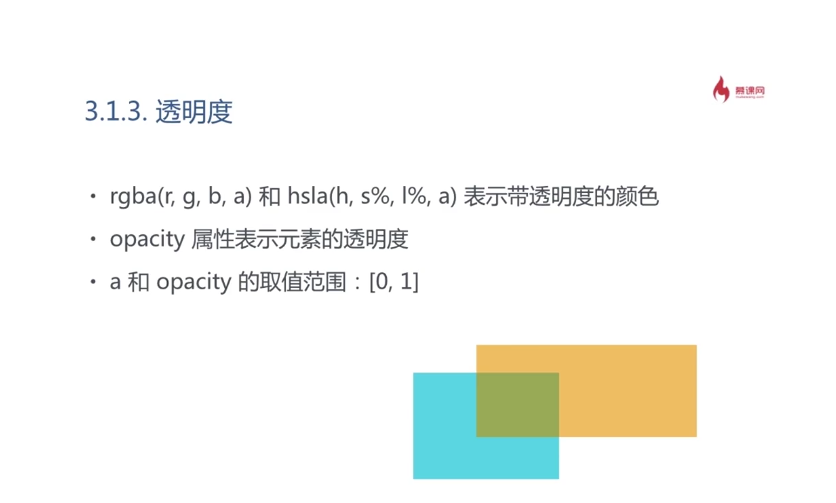 慕课网
3.1.3. 透明度
• rgba(r, g, b, a) 和 hsla(h, s%, l%, a) 表示带透明度的颜色
• opacity 属性表示元素的透明度
• a 和 opacity 的取值范围：[0, 1]